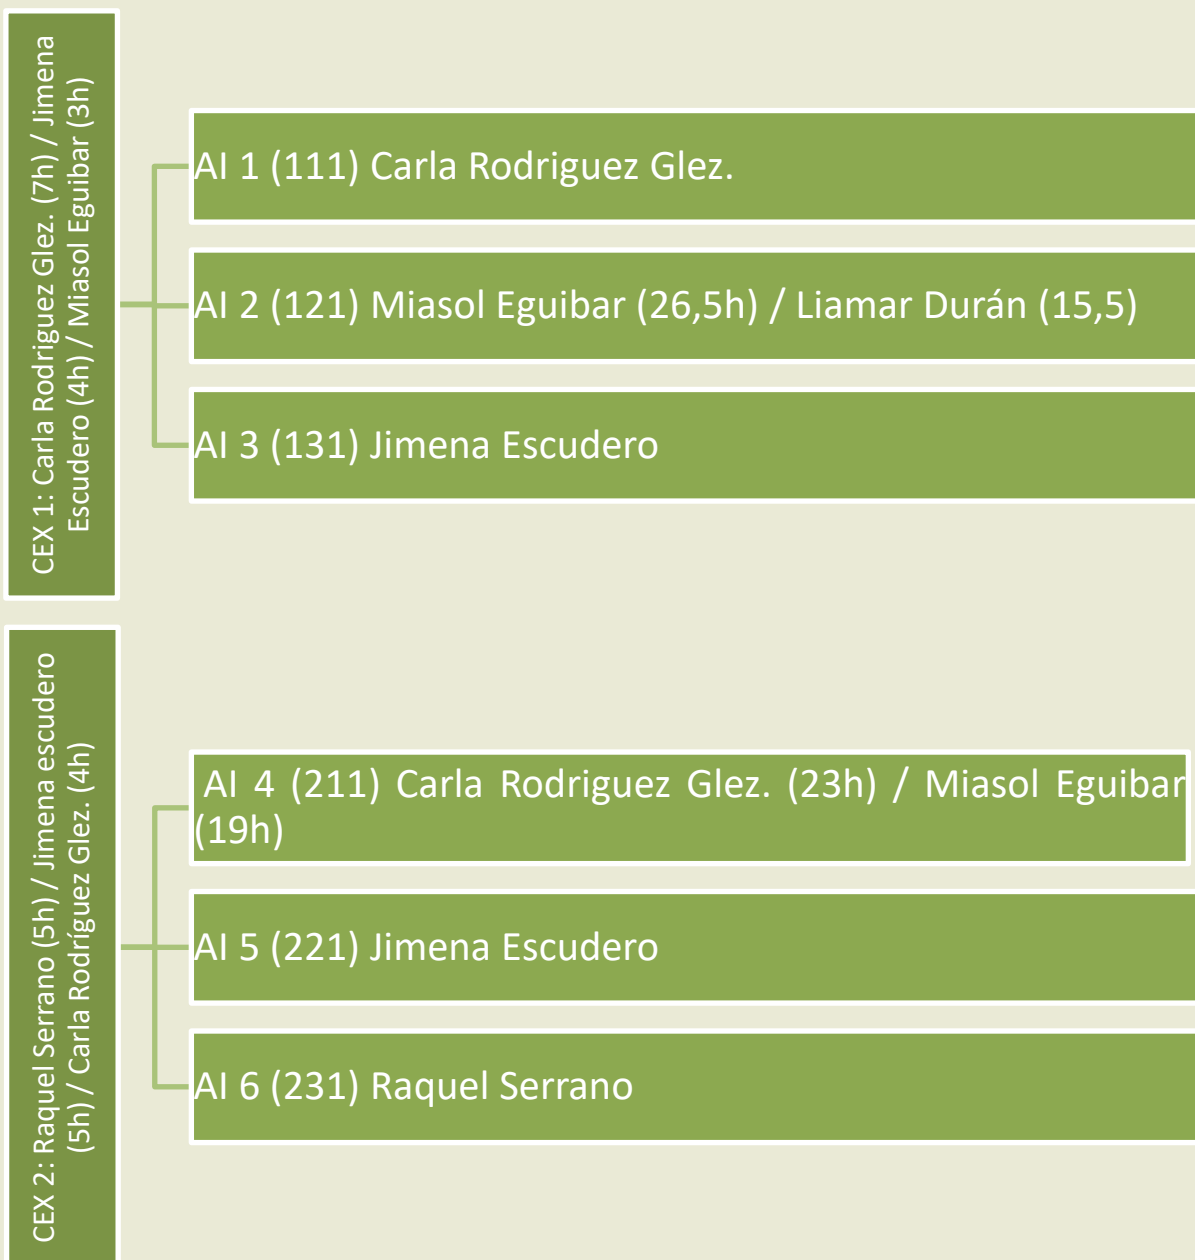 CEX 1: Carla Rodriguez Glez. (7h) / Jimena
Escudero (4h) / Miasol Eguibar (3h)
AI 1 (111) Carla Rodriguez Glez.
AI 2 (121) Miasol Eguibar (26,5h) / Liamar Durán (15,5)
AI 3 (131) Jimena Escudero
CEX 2: Raquel Serrano (5h) / Jimena escudero
(5h) / Carla Rodríguez Glez. (4h)
AI 4 (211) Carla Rodriguez Glez. (23h) / Miasol Eguibar
(19h)
AI 5 (221) Jimena Escudero
AI 6 (231) Raquel Serrano